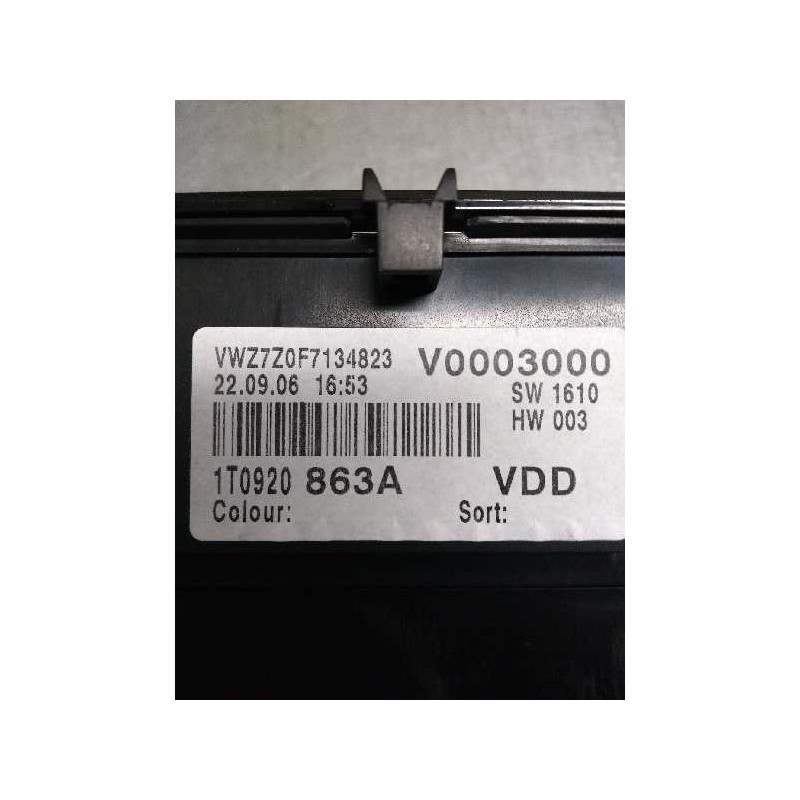 VWZ7Z0F7134823 V0003000
22.09.06 16:53 SW 1610
HW 003
1T0920 863A VDD
Colour: Sort: